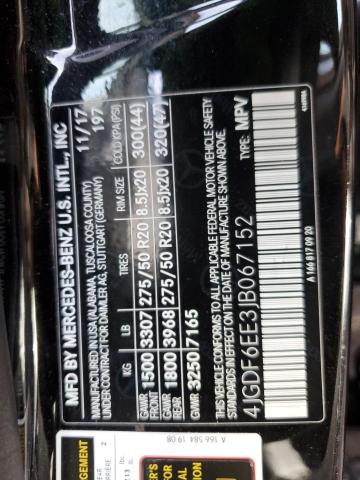 MFD BY MERCEDES-BENZ U.S. INTL., INC
MANUFACTURED IN USA (ALABAMA, TUSCALOOSA COUNTY) 11/17
UNDER CONTRACT FOR DAIMLER AG, STUTTGART (GERMANY) 197
KG LB TIRES RIM SIZE COLD KPA (PSI)
GAWR FRONT 1500 3307 275/50 R20 8.5Jx20 300(44)
GAWR REAR 1800 3968 275/50 R20 8.5Jx20 320(47)
GVWR 3250 7165
THIS VEHICLE CONFORMS TO ALL APPLICABLE FEDERAL MOTOR VEHICLE SAFETY
STANDARDS IN EFFECT ON THE DATE OF MANUFACTURE SHOWN ABOVE.
4JGDF6EE3JB067152 TYPE: MPV
A 166 817 09 20
A 166 584 19 08